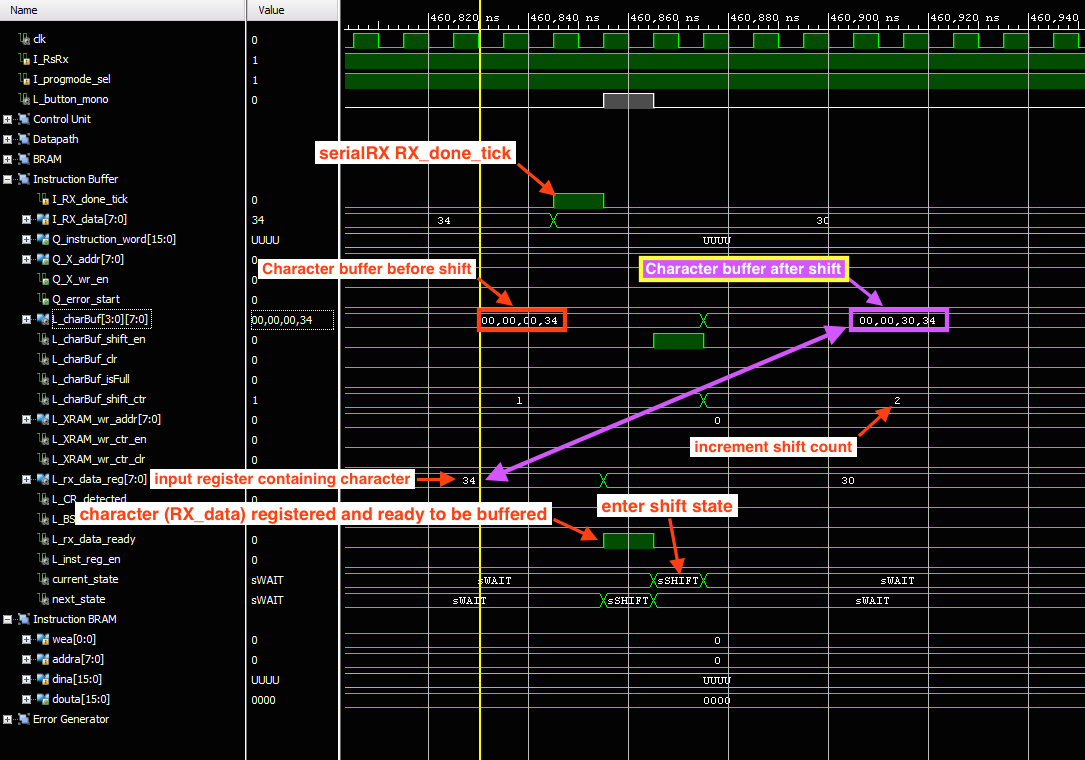 Name Value
460,820 ns 460,840 ns 460,860 ns 460,880 ns 460,900 ns 460,920 ns 460,940
clk 0
I_RsRx 1
I_progmode_sel 1
L_button_mono 0
Control Unit
Datapath
BRAM
serialRX RX_done_tick
Instruction Buffer
I_RX_done_tick 0
I_RX_data[7:0] 34 34 30
Q_instruction_word[15:0] UUUU UUUU
Q_X_addr[7:0] 0
Character buffer before shift Character buffer after shift
Q_X_wr_en 0
Q_error_start 0
L_charBuf[3:0][7:0] 00,00,00,34 00,00,00,34 00,00,30,34
L_charBuf_shift_en 0
L_charBuf_clr 0
L_charBuf_isFull 0
L_charBuf_shift_ctr 1 1 2
L_XRAM_wr_addr[7:0] 0 0
L_XRAM_wr_ctr_en 0
increment shift count
L_XRAM_wr_ctr_clr 0
L_rx_data_reg[7:0] input register containing character 34 30
L_CR_detected 0
enter shift state
L_BS character (RX_data) registered and ready to be buffered
L_rx_data_ready 0
L_inst_reg_en 0
current_state sWAIT sWAIT sSHIFT sWAIT
next_state sWAIT sWAIT sSHIFT sWAIT
Instruction BRAM
wea[0:0] 0 0
addra[7:0] 0 0
dina[15:0] UUUU UUUU
douta[15:0] 0000 0000
Error Generator